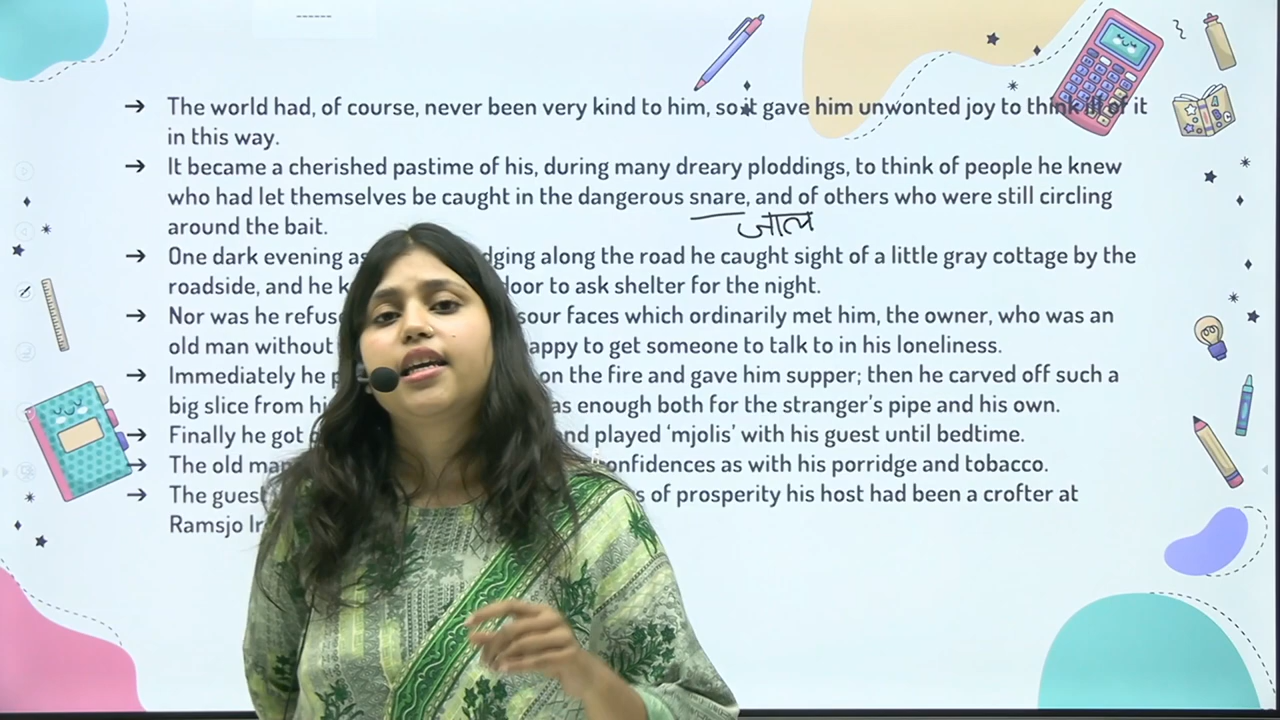 ------
→ The world had, of course, never been very kind to him, so it gave him unwonted joy to think ill of it
in this way.
→ It became a cherished pastime of his, during many dreary ploddings, to think of people he knew
who had let themselves be caught in the dangerous snare, and of others who were still circling
जाल
around the bait.
→ One dark evening as dging along the road he caught sight of a little gray cottage by the
roadside, and he k door to ask shelter for the night.
→ Nor was he refuse sour faces which ordinarily met him, the owner, who was an
old man without appy to get someone to talk to in his loneliness.
→ Immediately he p on the fire and gave him supper; then he carved off such a
big slice from hi as enough both for the stranger's pipe and his own.
→ Finally he got nd played 'mjolis' with his guest until bedtime.
→ The old man onfidences as with his porridge and tobacco.
→ The guest s of prosperity his host had been a crofter at
Ramsjo Ir